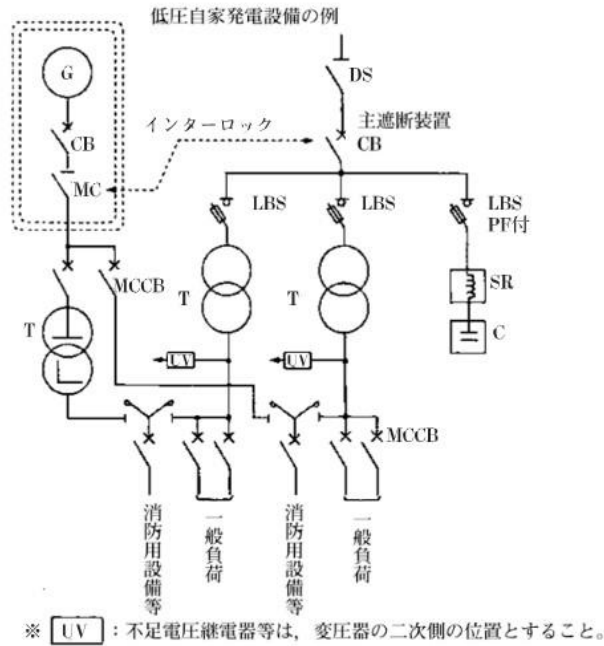 低圧自家発電設備の例
G
DS
インターロック
主遮断装置
CB
CB
MC
LBS
LBS
LBS
PF付
MCCB
T
T
T
SR
C
UV
UV
MCCB
消防用設備等
一般負荷
消防用設備等
一般負荷
※ UV : 不足電圧継電器等は，変圧器の二次側の位置とすること。